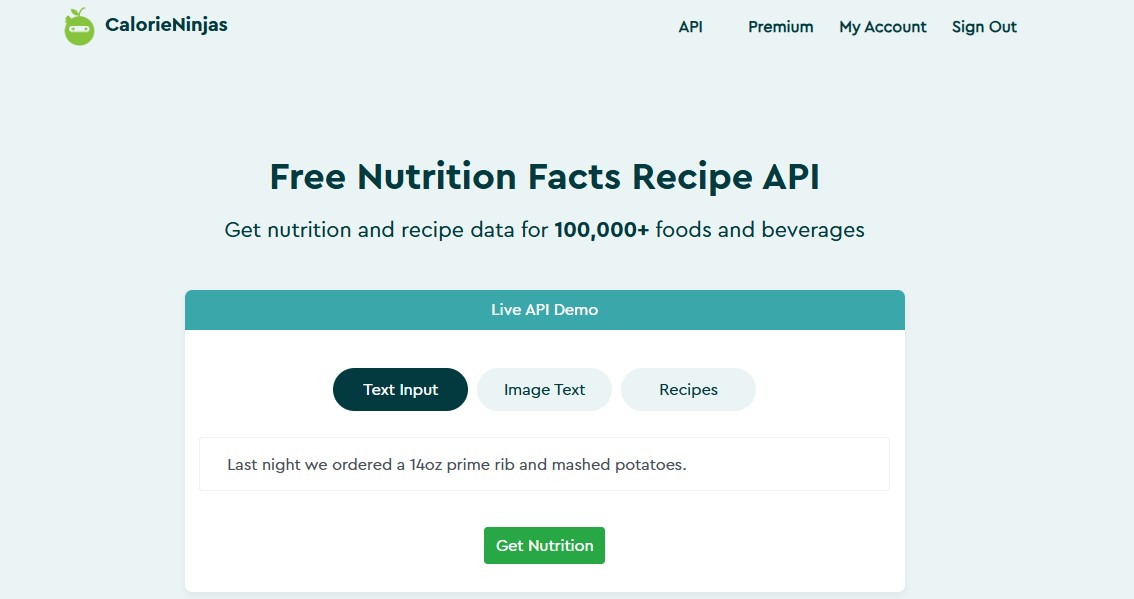 CalorieNinjas
API Premium My Account Sign Out
Free Nutrition Facts Recipe API
Get nutrition and recipe data for 100,000+ foods and beverages
Live API Demo
Text Input Image Text Recipes
Last night we ordered a 14oz prime rib and mashed potatoes.
Get Nutrition